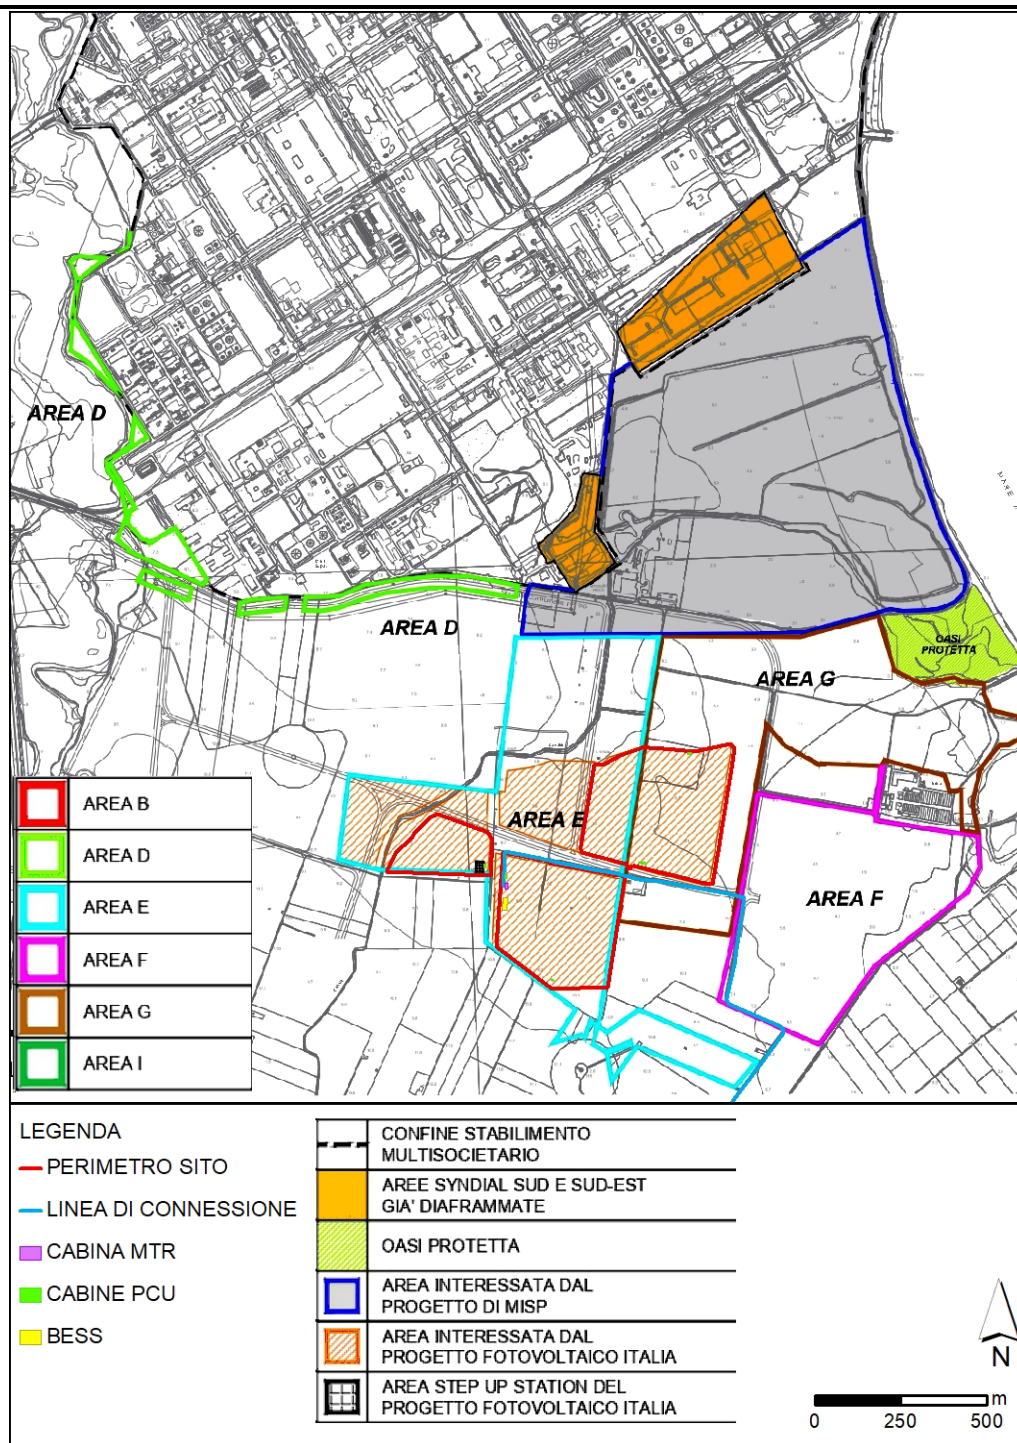 AREA D
MARE
AREA D
OASI
PROTETTA
AREA G
AREA E
AREA F
AREA B
AREA D
AREA E
AREA F
AREA G
AREA I
LEGENDA
PERIMETRO SITO
LINEA DI CONNESSIONE
CABINA MTR
CABINE PCU
BESS
CONFINE STABILIMENTO
MULTISOCIETARIO
AREE SYNDIAL SUD E SUD-EST
GIA' DIAFRAMMATE
OASI PROTETTA
AREA INTERESSATA DAL
PROGETTO DI MISP
AREA INTERESSATA DAL
PROGETTO FOTOVOLTAICO ITALIA
AREA STEP UP STATION DEL
PROGETTO FOTOVOLTAICO ITALIA
N
m
0 250 500